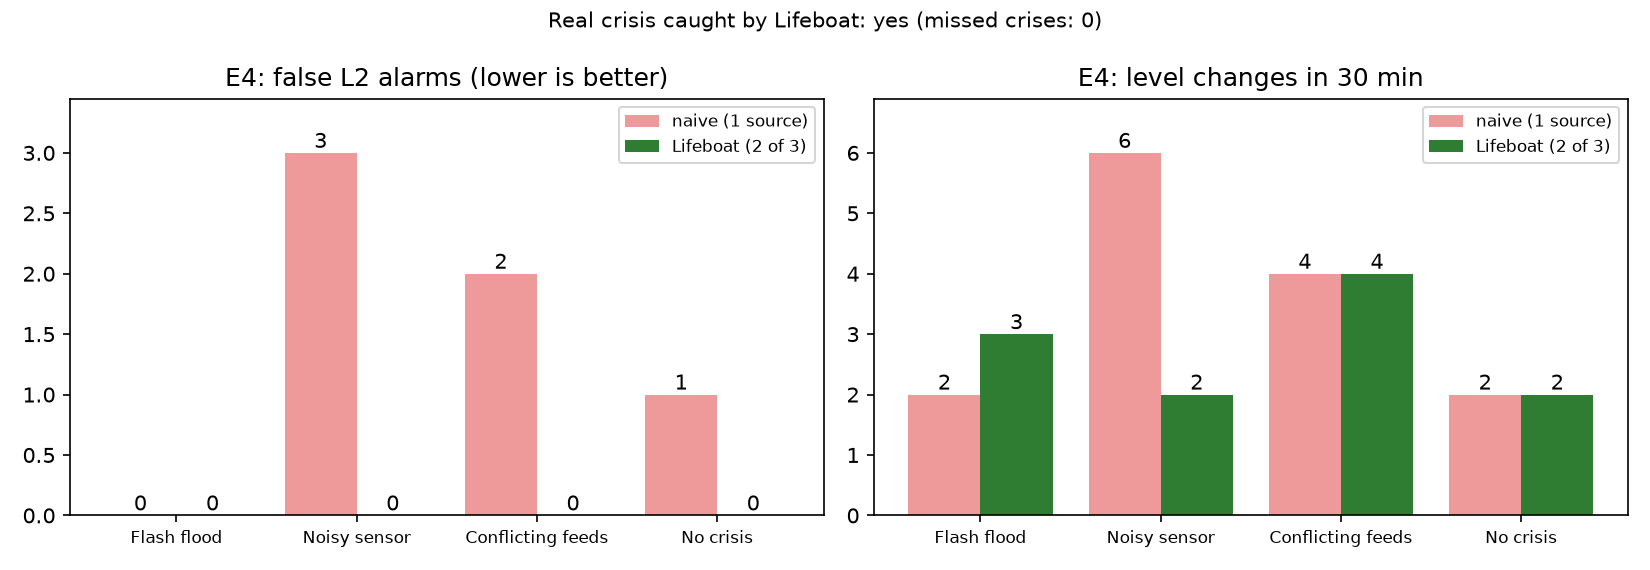 Real crisis caught by Lifeboat: yes (missed crises: 0)
E4: false L2 alarms (lower is better)
naive (1 source)
Lifeboat (2 of 3)
3.0
2.5
2.0
1.5
1.0
0.5
0.0
0 0 3 0 2 0 1 0
Flash flood Noisy sensor Conflicting feeds No crisis
E4: level changes in 30 min
naive (1 source)
Lifeboat (2 of 3)
6
5
4
3
2
1
0
2 3 6 2 4 4 2 2
Flash flood Noisy sensor Conflicting feeds No crisis